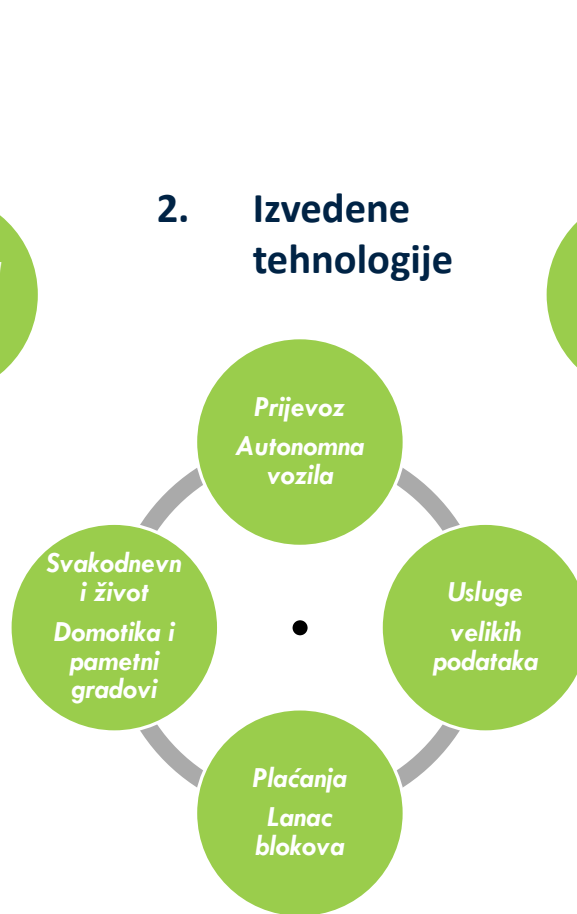 2. Izvedene
tehnologije
Prijevoz
Autonomna
vozila
Svakodnevn
i život
Domotika i
pametni
gradovi
Usluge
velikih
podataka
Plaćanja
Lanac
blokova